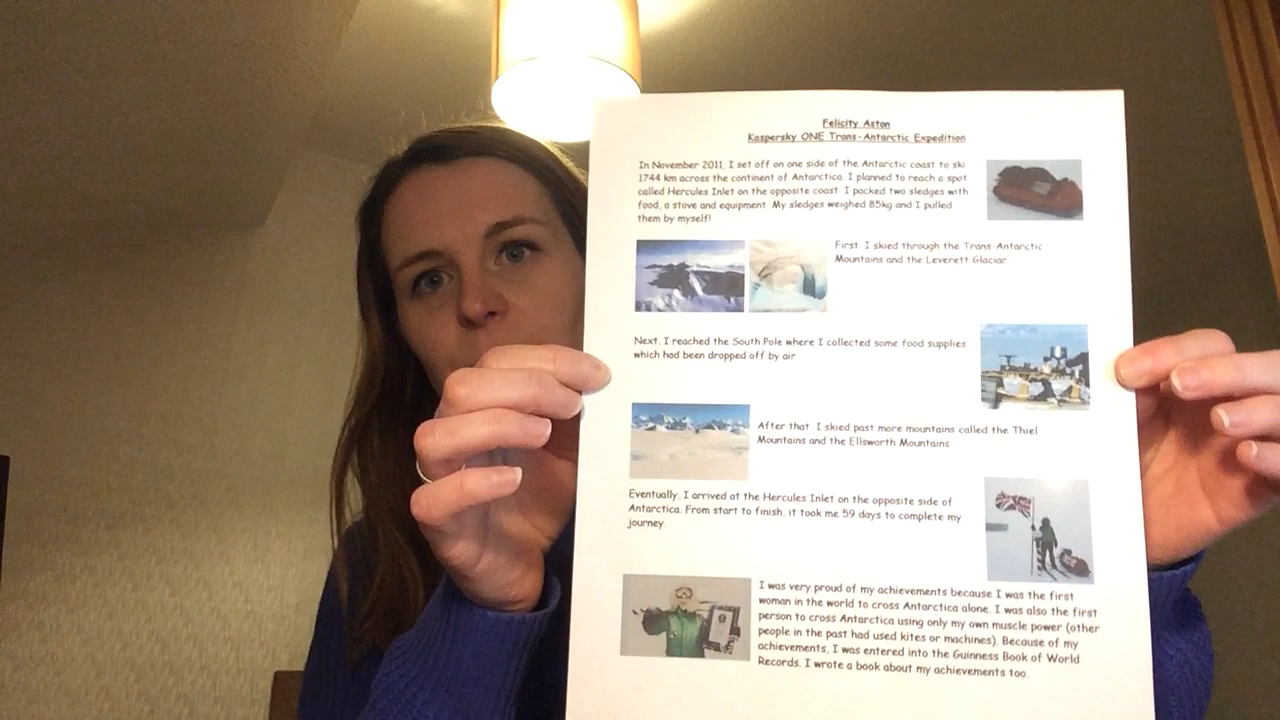 Felicity Aston
Kaspersky ONE Trans-Antarctic Expedition
In November 2011, I set off on one side of the Antarctic coast to ski
1744 km across the continent of Antarctica. I planned to reach a spot
called Hercules Inlet on the opposite coast. I packed two sledges with
food, a stove and equipment. My sledges weighed 85kg and I pulled
them by myself!
First, I skied through the Trans-Antarctic
Mountains and the Leverett Glaciar
Next, I reached the South Pole where I collected some food supplies
which had been dropped off by air
After that, I skied past more mountains called the Thiel
Mountains and the Ellsworth Mountains
Eventually, I arrived at the Hercules Inlet on the opposite side of
Antarctica. From start to finish, it took me 59 days to complete my
journey.
I was very proud of my achievements because I was the first
woman in the world to cross Antarctica alone. I was also the first
person to cross Antarctica using only my own muscle power (other
people in the past had used kites or machines). Because of my
achievements, I was entered into the Guinness Book of World
Records. I wrote a book about my achievements too.